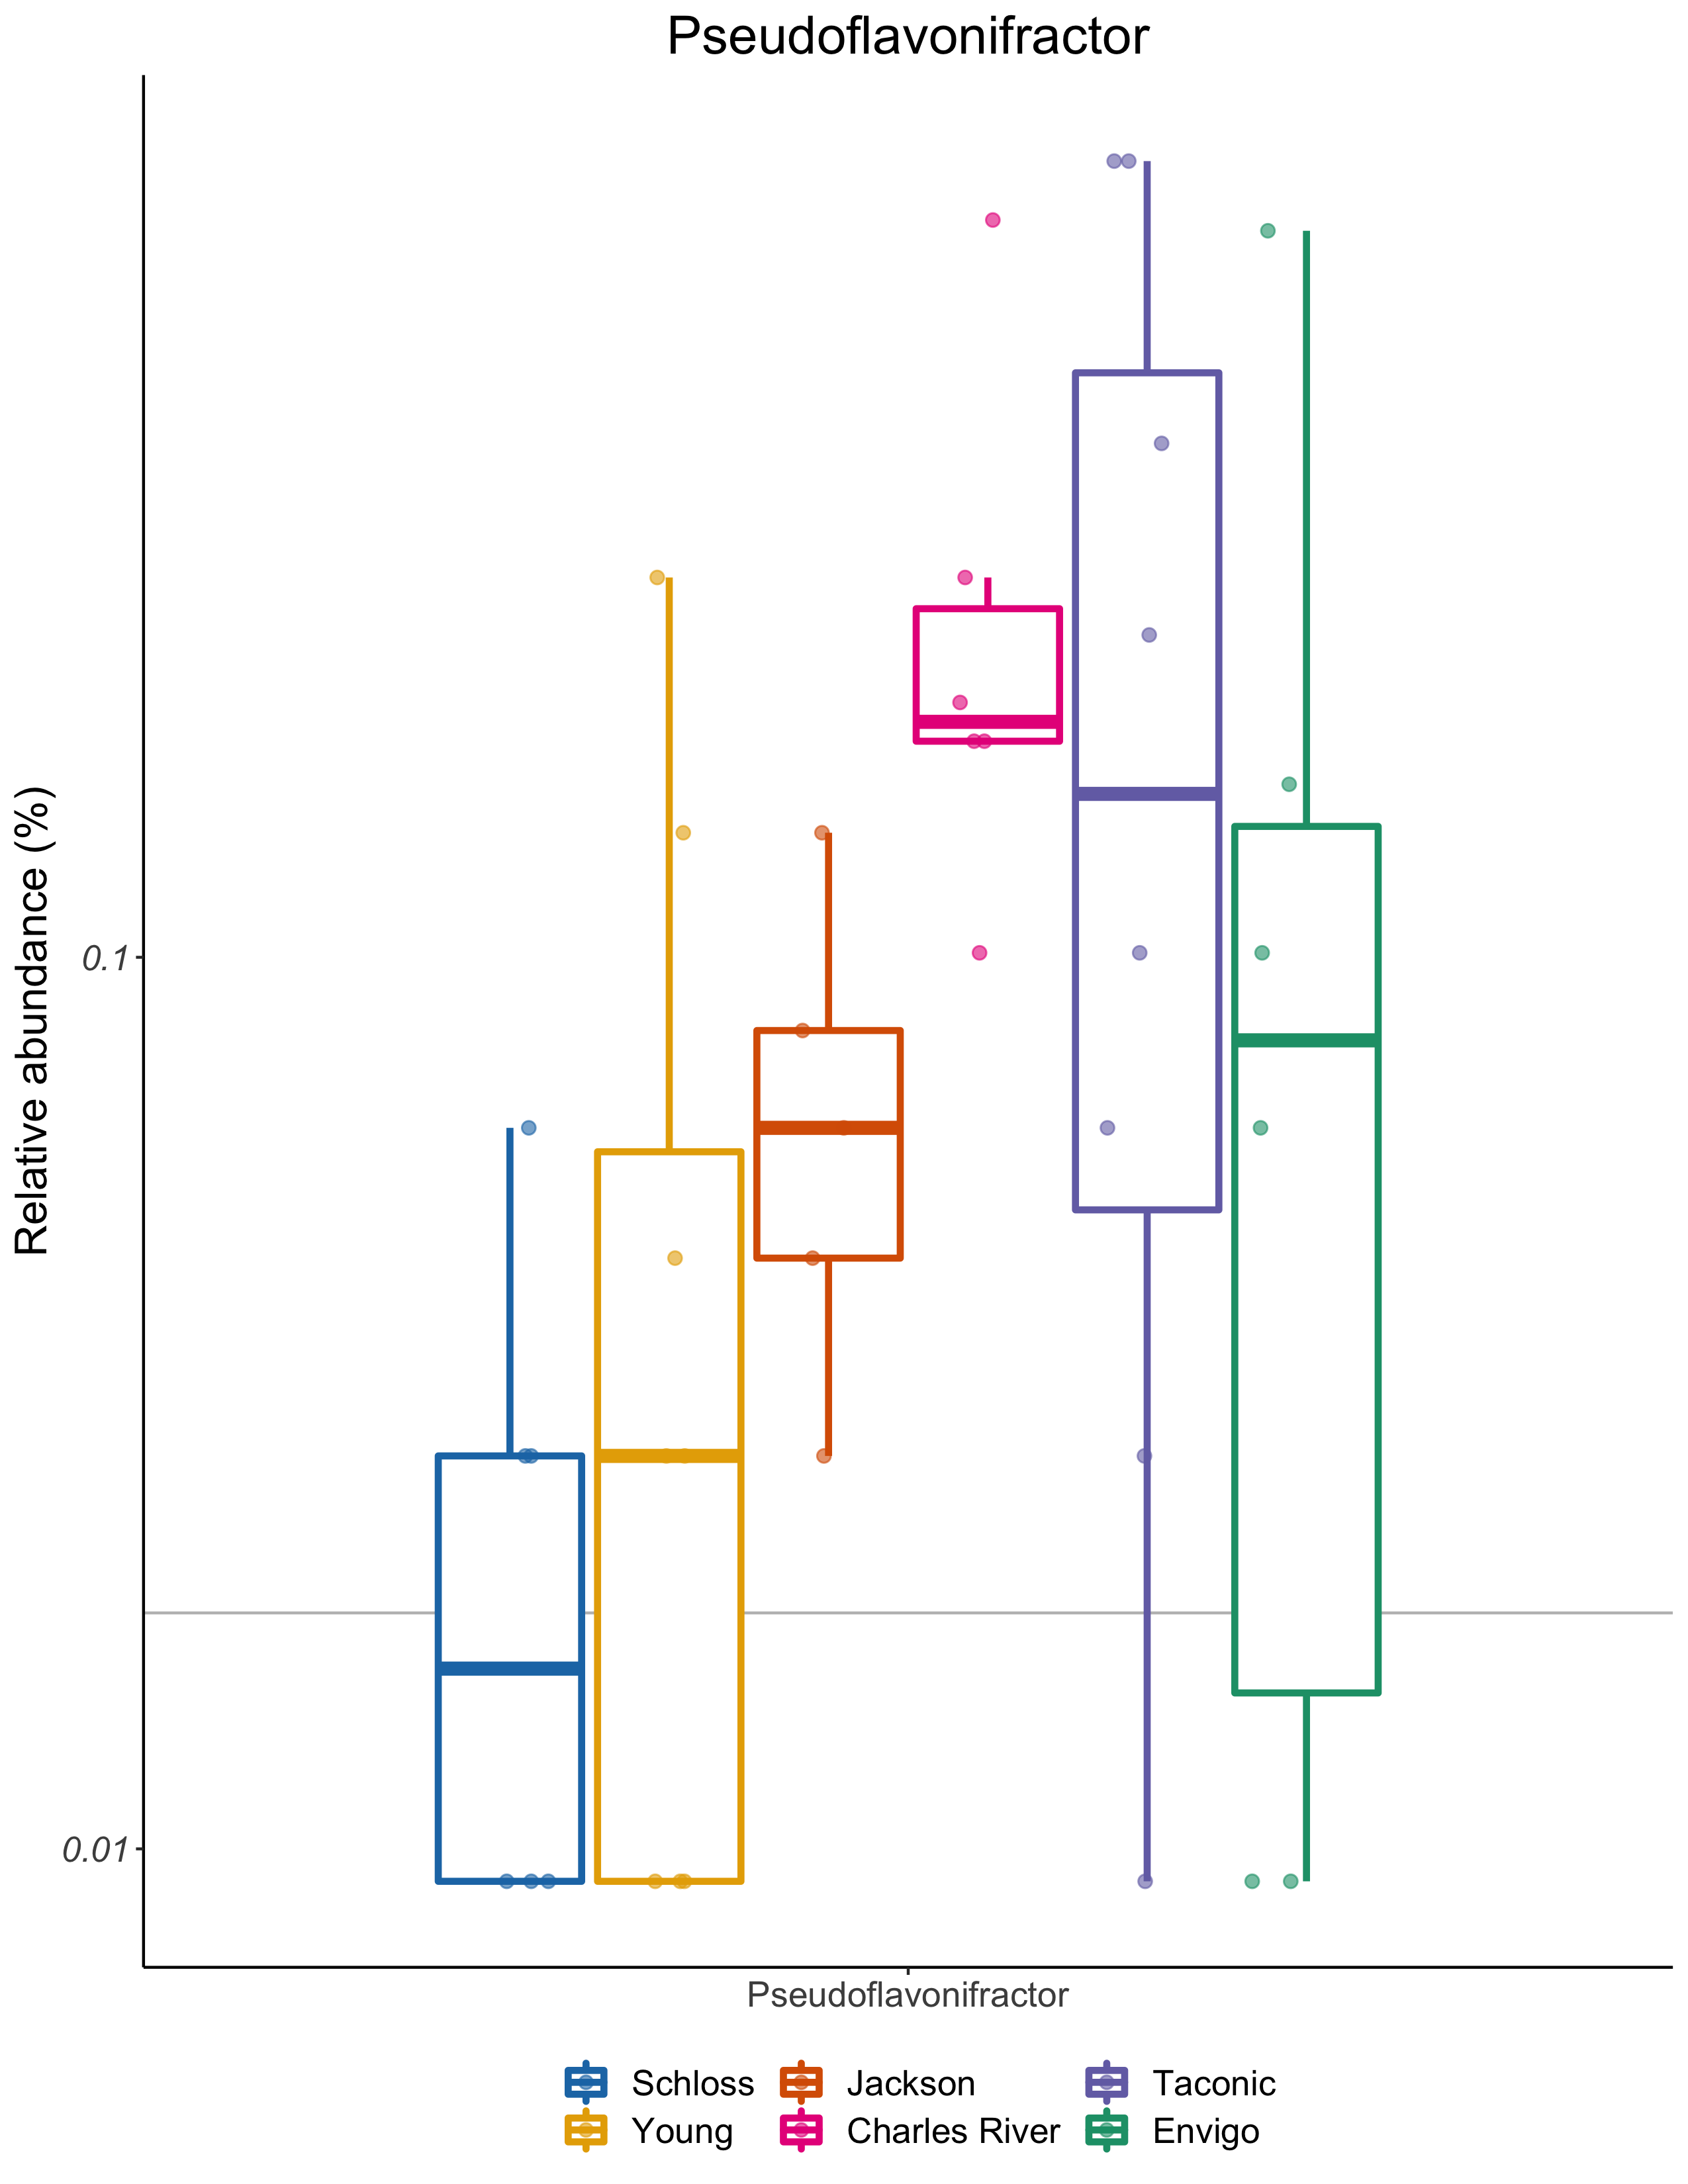 Pseudoflavonifractor
Relative abundance (%)
0.1
0.01
Pseudoflavonifractor
Schloss Jackson Taconic
Young Charles River Envigo